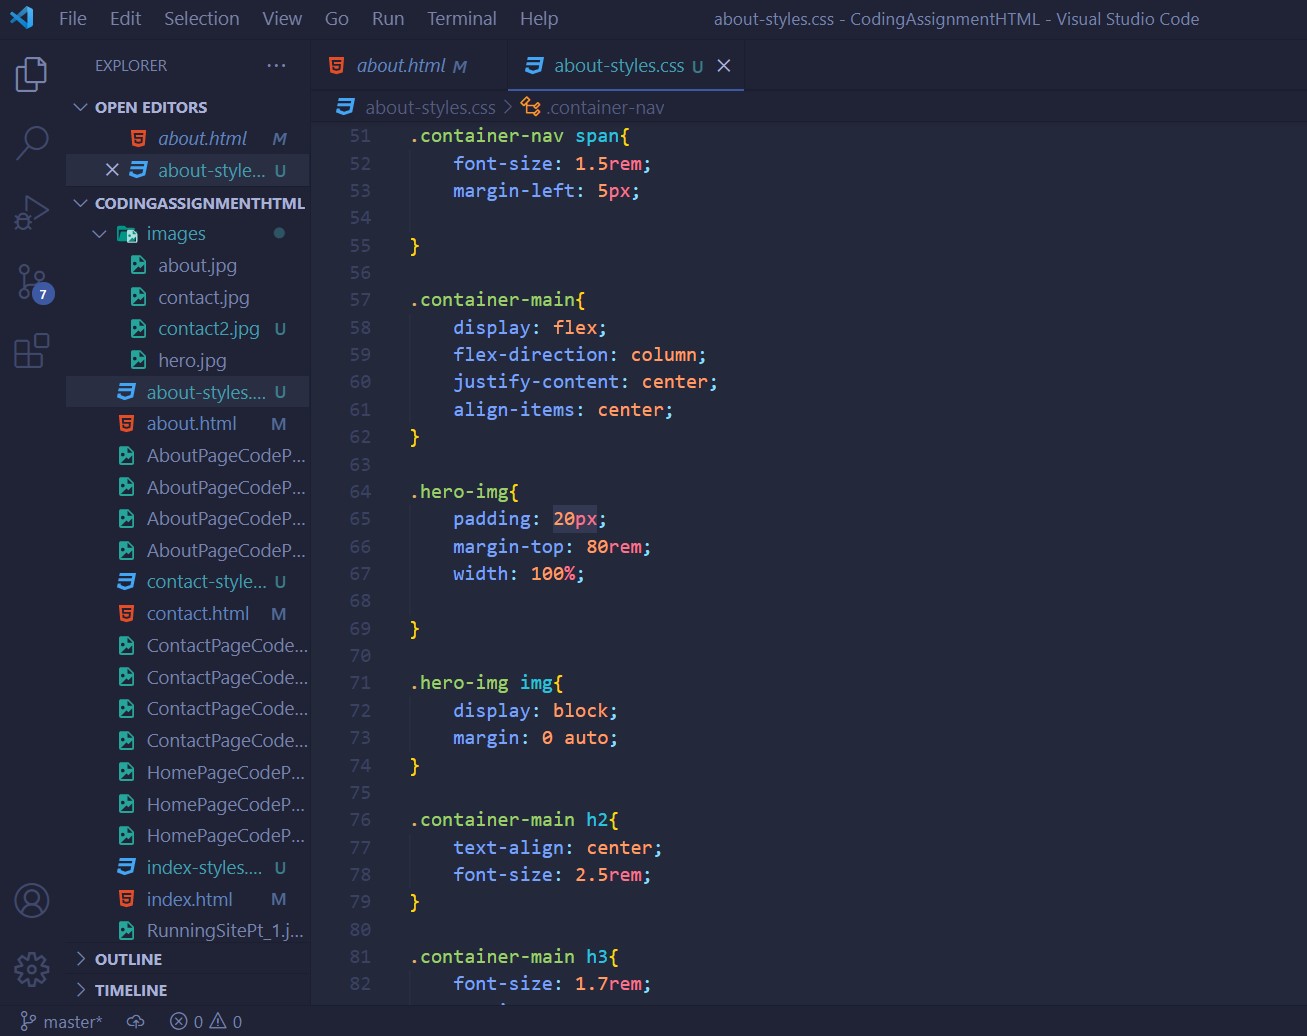 File Edit Selection View Go Run Terminal Help about-styles.css - CodingAssignmentHTML - Visual Studio Code
EXPLORER ...
OPEN EDITORS
about.html M
about-style... U
CODINGASSIGNMENTHTML
images
about.jpg
contact.jpg
contact2.jpg U
hero.jpg
about-styles.... U
about.html M
AboutPageCodeP...
AboutPageCodeP...
AboutPageCodeP...
AboutPageCodeP...
contact-style... U
contact.html M
ContactPageCode...
ContactPageCode...
ContactPageCode...
ContactPageCode...
HomePageCodeP...
HomePageCodeP...
HomePageCodeP...
index-styles.... U
index.html M
RunningSitePt_1.j...
OUTLINE
TIMELINE
7
about.html M about-styles.css U
about-styles.css > .container-nav
51 .container-nav span{
52 font-size: 1.5rem;
53 margin-left: 5px;
54
55 }
56
57 .container-main{
58 display: flex;
59 flex-direction: column;
60 justify-content: center;
61 align-items: center;
62 }
63
64 .hero-img{
65 padding: 20px;
66 margin-top: 80rem;
67 width: 100%;
68
69 }
70
71 .hero-img img{
72 display: block;
73 margin: 0 auto;
74 }
75
76 .container-main h2{
77 text-align: center;
78 font-size: 2.5rem;
79 }
80
81 .container-main h3{
82 font-size: 1.7rem;
master* 0 0